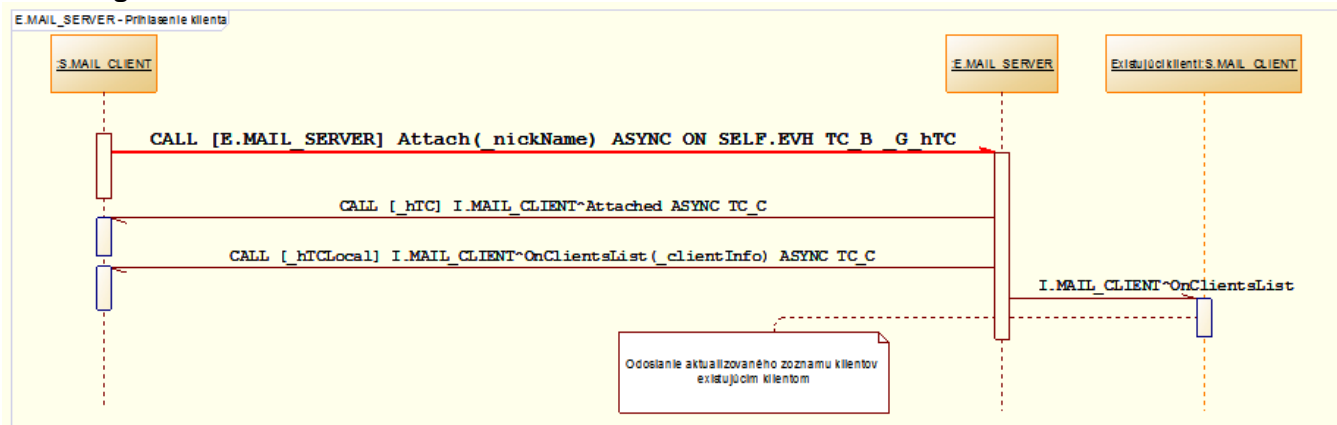 E.MAIL_SERVER - Prihlasenie klienta
:S.MAIL_CLIENT
:E.MAIL_SERVER
Existujúci klienti:S.MAIL_CLIENT
CALL [E.MAIL_SERVER] Attach(_nickName) ASYNC ON SELF.EVH TC_B _G_hTC
CALL [_hTC] I.MAIL_CLIENT^Attached ASYNC TC_C
CALL [_hTCLocal] I.MAIL_CLIENT^OnClientsList(_clientInfo) ASYNC TC_C
I.MAIL_CLIENT^OnClientsList
Odoslanie aktualizovaného zoznamu klientov
existujúcim klientom